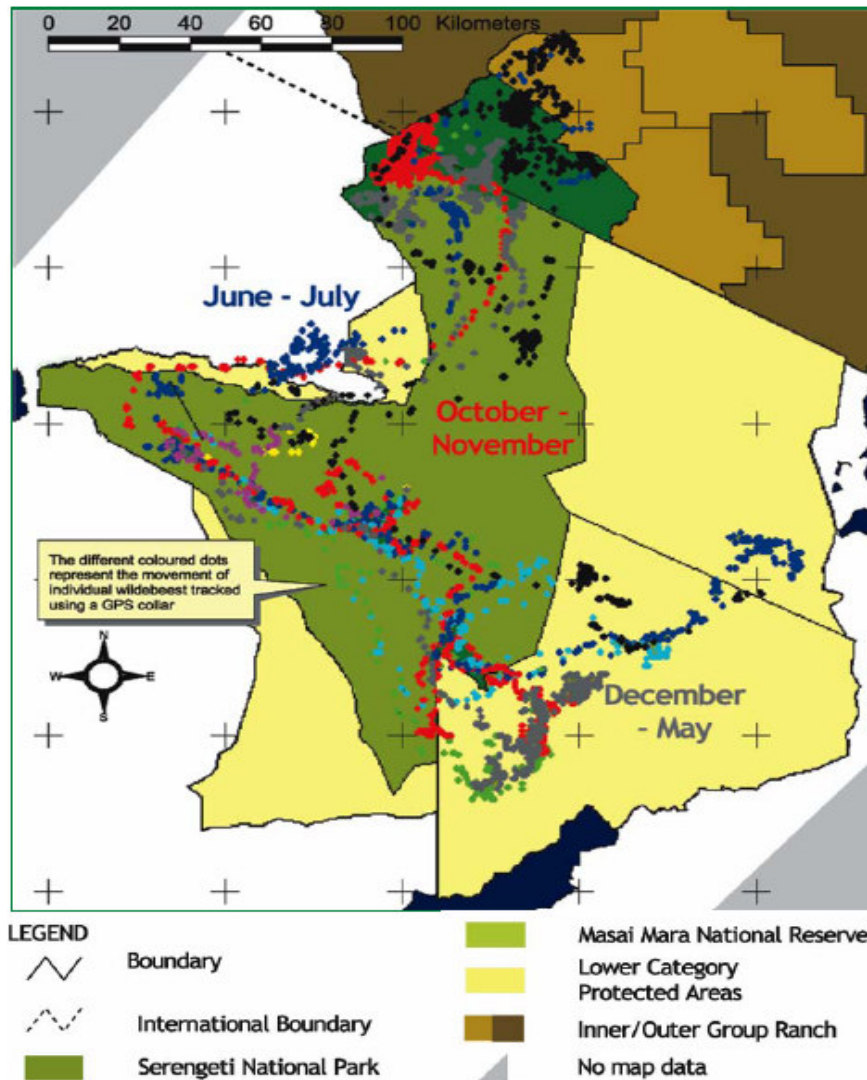 0 20 40 60 80 100 Kilometers
June - July
October -
November
The different coloured dots
represent the movement of
individual wildebeest tracked
using a GPS collar
N
W E
S
December
- May
LEGEND
Boundary
International Boundary
Serengeti National Park
Masai Mara National Reserve
Lower Category
Protected Areas
Inner/Outer Group Ranch
No map data